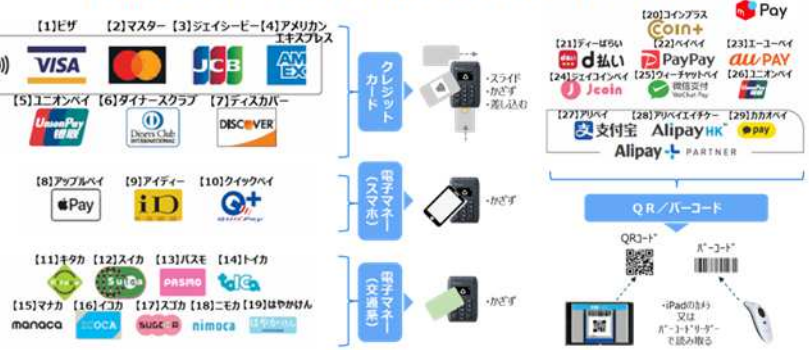 【1】ビザ 【2】マスター 【3】ジェイシービー 【4】アメリカン
エキスプレス
VISA JCB AM
EX
【5】ユニオンペイ 【6】ダイナースクラブ 【7】ディスカバー
UnionPay
银联
Diners Club
INTERNATIONAL
DISCOVER
クレジット
カード
・スライド
・かざす
・差し込む
【8】アップルペイ 【9】アイディー 【10】クイックペイ
Pay iD Q+
QUICPay
電子マネー
(スマホ)
・かざす
【11】キタカ 【12】スイカ 【13】パスモ 【14】トイカ
Kitaca Suica PASMO TOICA
【15】マナカ 【16】イコカ 【17】スゴカ 【18】ニモカ 【19】はやかけん
manaca ICOCA SUGOCA nimoca はやかけん
電子マネー
(交通系)
・かざす
Pay
【20】コインプラス
COIN+
【21】ディーばらい 【22】ペイペイ 【23】エーユーペイ
d払い PayPay au PAY
【24】ジェイコインペイ 【25】ウィーチャットペイ 【26】ユニオンペイ
Jcoin 微信支付
WeChat Pay
UnionPay
【27】アリペイ 【28】アリペイエイチケー 【29】カカオペイ
支付宝 Alipay HK pay
Alipay+ PARTNER
QR/バーコード
QRコード バーコード
・iPadのカメラ
又は
バーコードリーダー
で読み取る